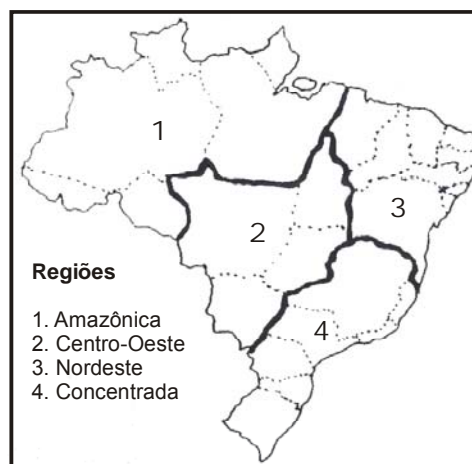 1
2
3
4
Regiões
1. Amazônica
2. Centro-Oeste
3. Nordeste
4. Concentrada